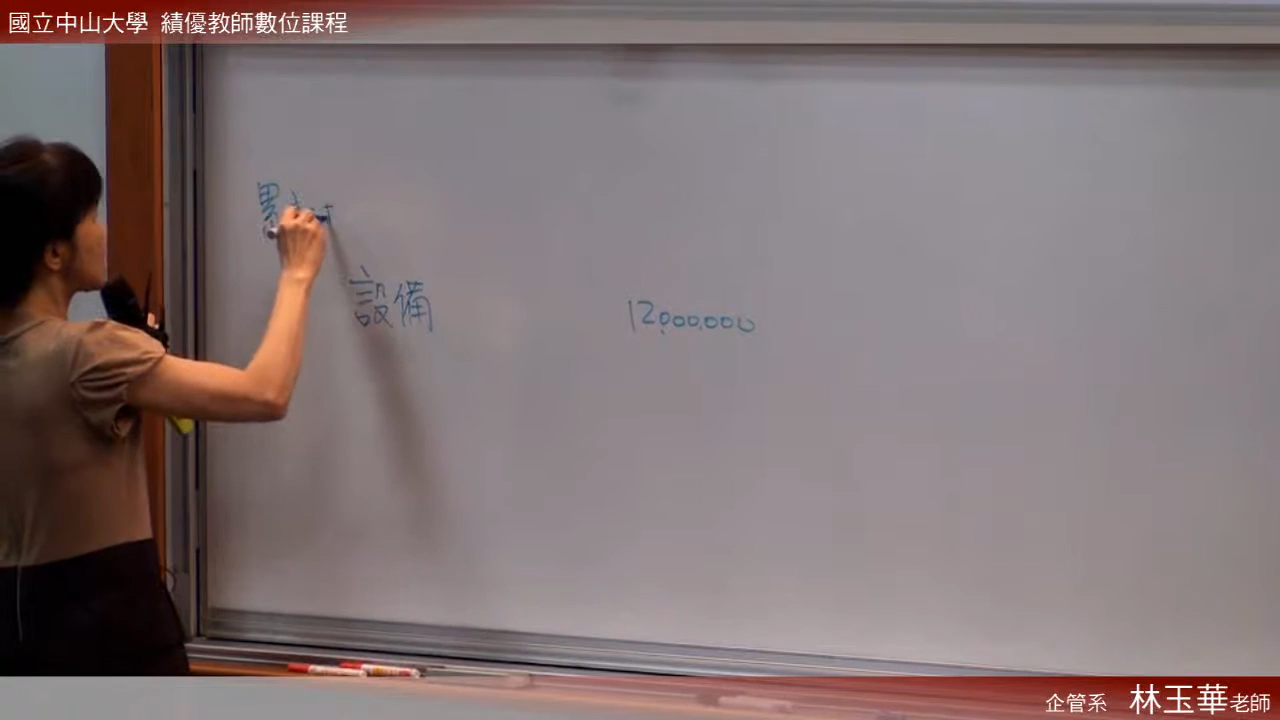 國立中山大學 績優教師數位課程
累
設備 12,000,000
企管系 林玉華老師